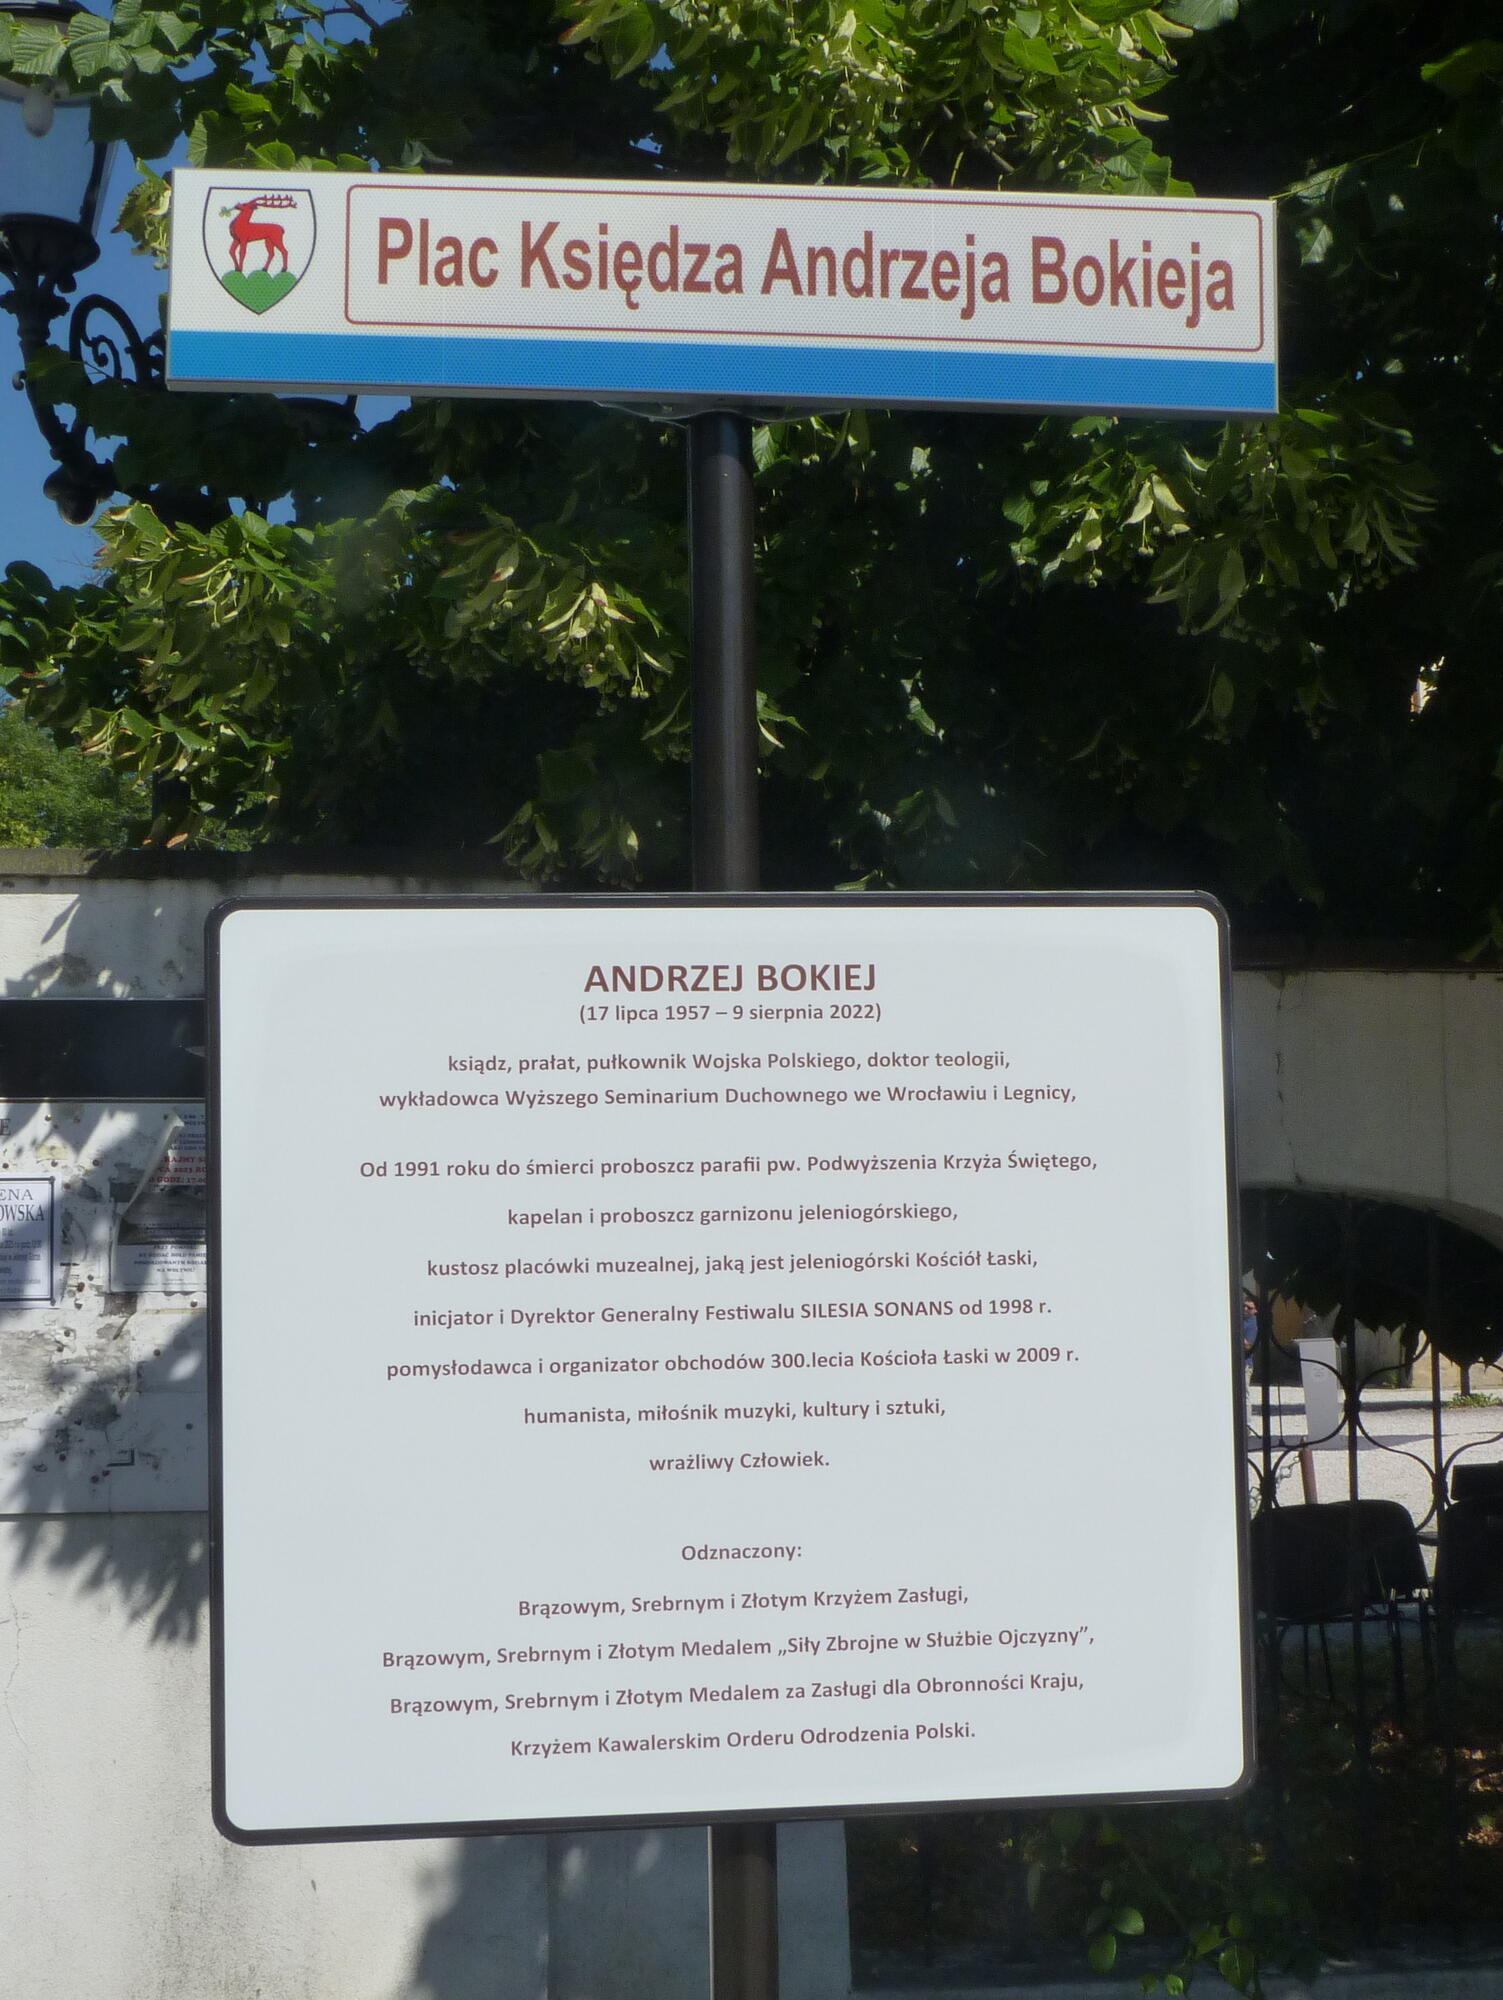 Plac Księdza Andrzeja Bokieja
ANDRZEJ BOKIEJ
(17 lipca 1957 – 9 sierpnia 2022)
ksiądz, prałat, pułkownik Wojska Polskiego, doktor teologii,
wykładowca Wyższego Seminarium Duchownego we Wrocławiu i Legnicy,
Od 1991 roku do śmierci proboszcz parafii pw. Podwyższenia Krzyża Świętego,
kapelan i proboszcz garnizonu jeleniogórskiego,
kustosz placówki muzealnej, jaką jest jeleniogórski Kościół Łaski,
inicjator i Dyrektor Generalny Festiwalu SILESIA SONANS od 1998 r.
pomysłodawca i organizator obchodów 300.lecia Kościoła Łaski w 2009 r.
humanista, miłośnik muzyki, kultury i sztuki,
wrażliwy Człowiek.
Odznaczony:
Brązowym, Srebrnym i Złotym Krzyżem Zasługi,
Brązowym, Srebrnym i Złotym Medalem „Siły Zbrojne w Służbie Ojczyzny”,
Brązowym, Srebrnym i Złotym Medalem za Zasługi dla Obronności Kraju,
Krzyżem Kawalerskim Orderu Odrodzenia Polski.